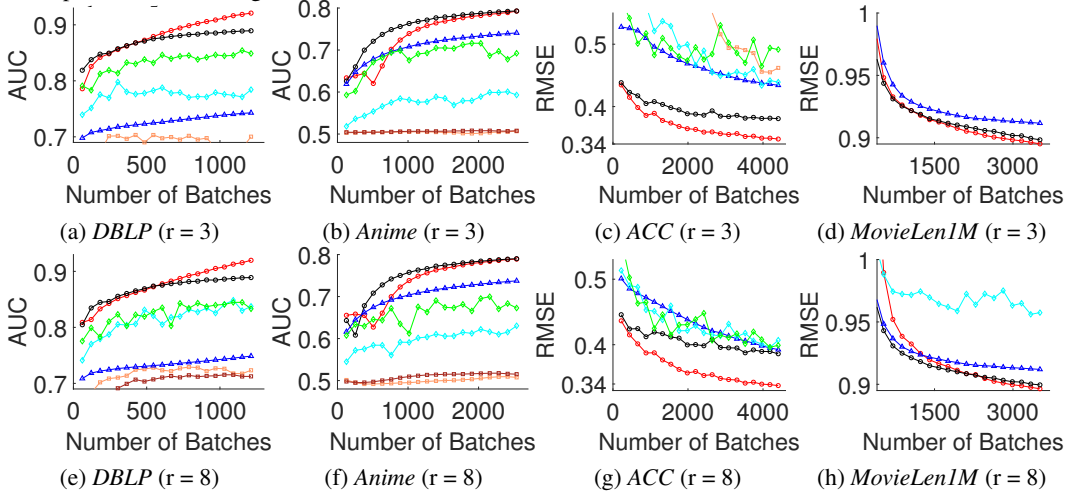 0.9
0.8
0.7
AUC
0
500
1000
Number of Batches
(a) DBLP (r = 3)
0.8
0.7
0.6
0.5
AUC
0
1000
2000
Number of Batches
(b) Anime (r = 3)
0.5
0.4
0.34
RMSE
0
2000
4000
Number of Batches
(c) ACC (r = 3)
1
0.95
0.9
RMSE
1500
3000
Number of Batches
(d) MovieLen1M (r = 3)
0.9
0.8
0.7
AUC
0
500
1000
Number of Batches
(e) DBLP (r = 8)
0.8
0.7
0.6
0.5
AUC
0
1000
2000
Number of Batches
(f) Anime (r = 8)
0.5
0.4
0.34
RMSE
0
2000
4000
Number of Batches
(g) ACC (r = 8)
1
0.95
0.9
RMSE
1500
3000
Number of Batches
(h) MovieLen1M (r = 8)